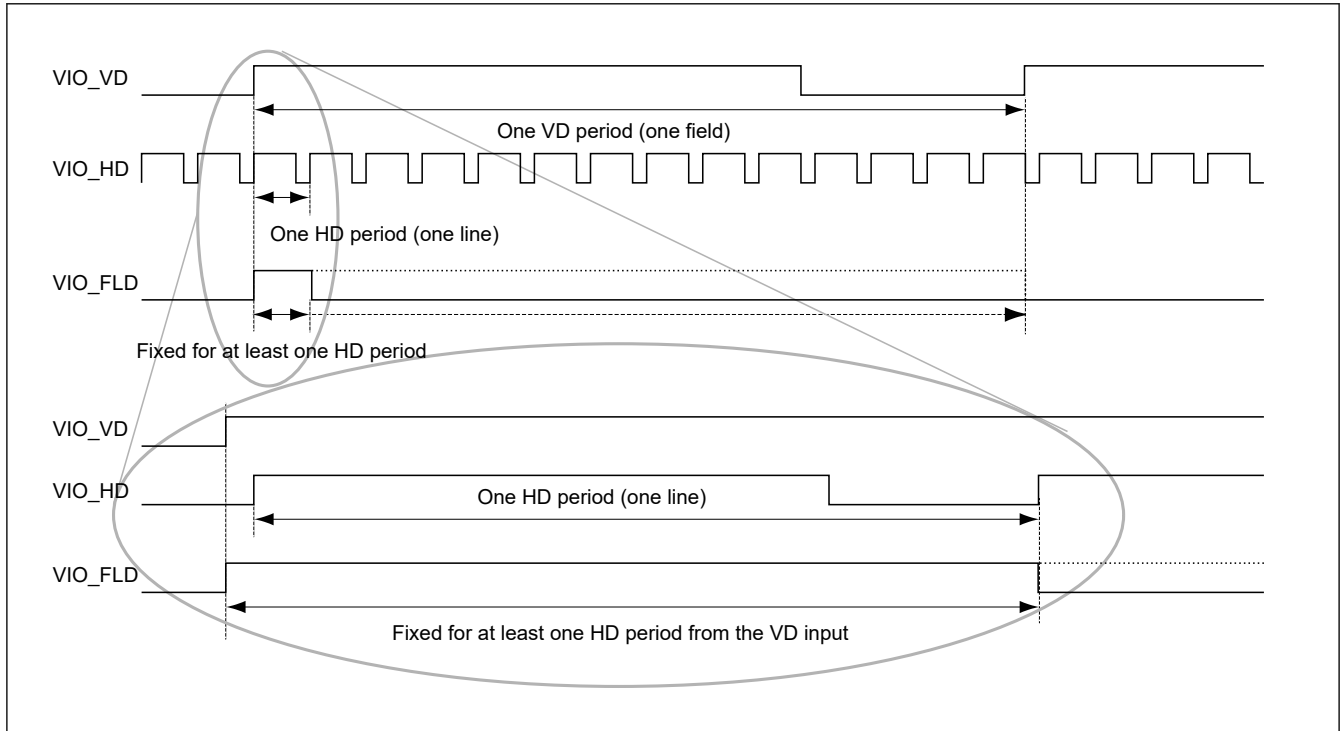 VIO_VD
One VD period (one field)
VIO_HD
One HD period (one line)
VIO_FLD
Fixed for at least one HD period
VIO_VD
VIO_HD
One HD period (one line)
VIO_FLD
Fixed for at least one HD period from the VD input